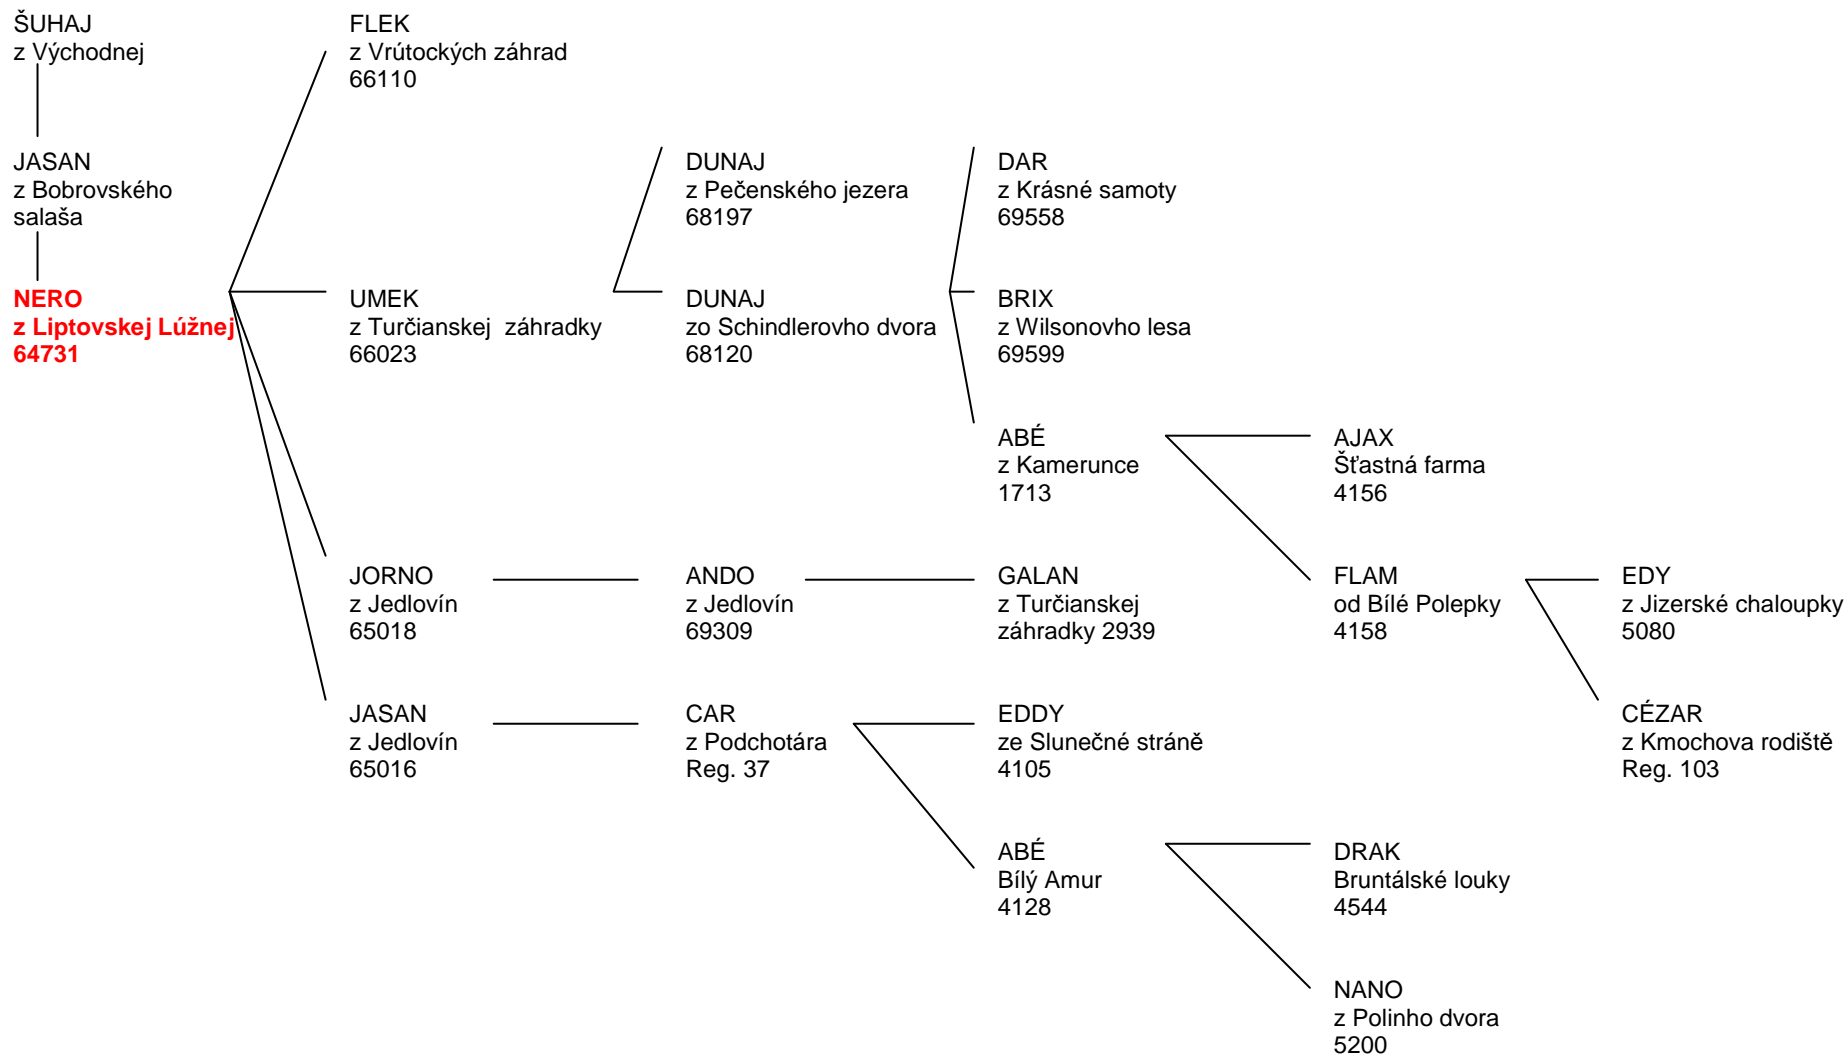 ŠUHAJ
z Východnej
FLEK
z Vrútockých záhrad
66110
JASAN
z Bobrovského
salaša
DUNAJ
z Pečenského jezera
68197
DAR
z Krásné samoty
69558
NERO
z Liptovskej Lúžnej
64731
UMEK
z Turčianskej záhradky
66023
DUNAJ
zo Schindlerovho dvora
68120
BRIX
z Wilsonovho lesa
69599
ABÉ
z Kamerunce
1713
AJAX
Šťastná farma
4156
JORNO
z Jedlovín
65018
ANDO
z Jedlovín
69309
GALAN
z Turčianskej
záhradky 2939
FLAM
od Bílé Polepky
4158
EDY
z Jizerské chaloupky
5080
JASAN
z Jedlovín
65016
CAR
z Podchotára
Reg. 37
EDDY
ze Slunečné stráně
4105
CÉZAR
z Kmochova rodiště
Reg. 103
ABÉ
Bílý Amur
4128
DRAK
Bruntálské louky
4544
NANO
z Polinho dvora
5200